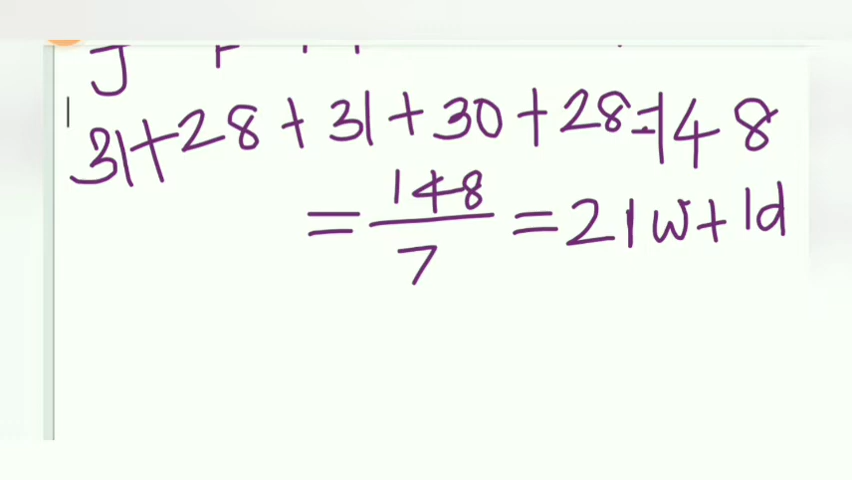 J
31+28+31+30+28=148
= 148/7 = 21w+1d